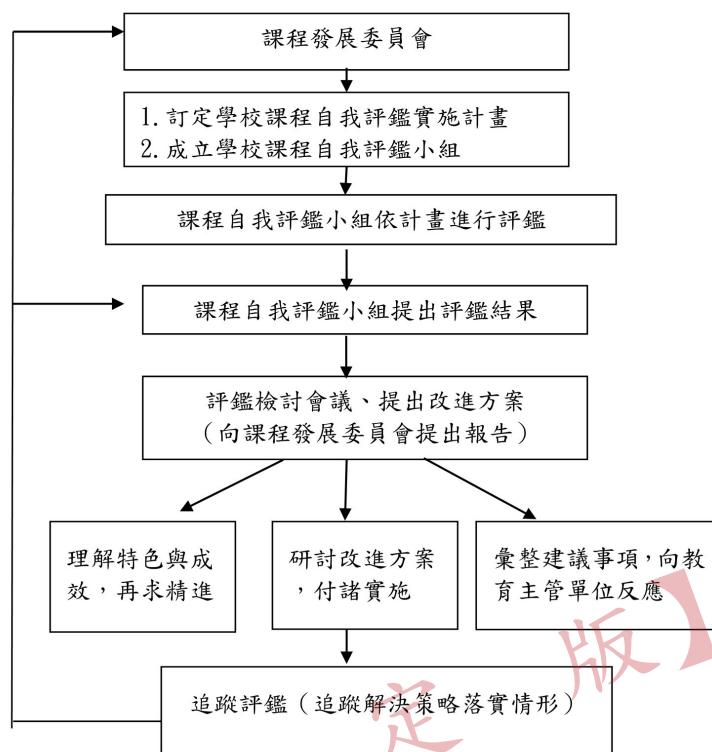 課程發展委員會
1.訂定學校課程自我評鑑實施計畫
2.成立學校課程自我評鑑小組
課程自我評鑑小組依計畫進行評鑑
課程自我評鑑小組提出評鑑結果
評鑑檢討會議、提出改進方案
（向課程發展委員會提出報告）
理解特色與成
效，再求精進
研討改進方案
，付諸實施
彙整建議事項，向教
育主管單位反應
追蹤評鑑（追蹤解決策略落實情形）
定版】